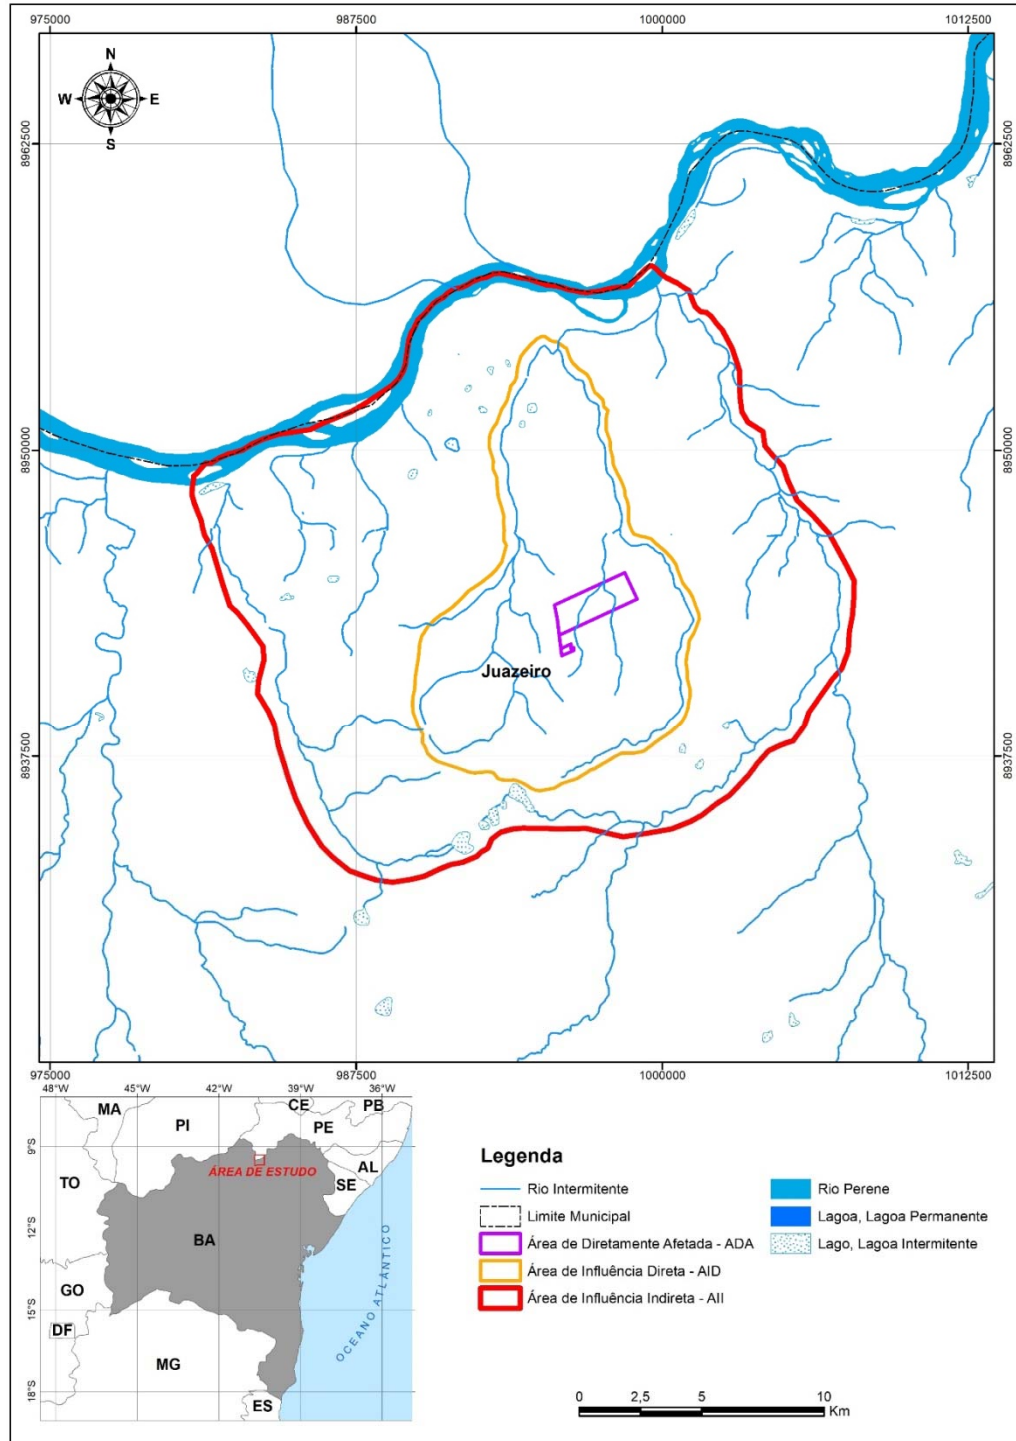 975000 987500 1000000 1012500
N
W E
S
8962500 8962500
8950000 8950000
Juazeiro
8937500 8937500
975000 987500 1000000 1012500
48°W 45°W 42°W 39°W 36°W
MA CE PB
PI PE
9°S
ÁREA DE ESTUDO
AL
TO SE
12°S
BA
OCEANO ATLÂNTICO
GO
15°S
DF
MG
18°S
ES
Legenda
Rio Intermitente
Limite Municipal
Área de Diretamente Afetada - ADA
Área de Influência Direta - AID
Área de Influência Indireta - AII
Rio Perene
Lagoa, Lagoa Permanente
Lago, Lagoa Intermitente
0 2,5 5 10
Km